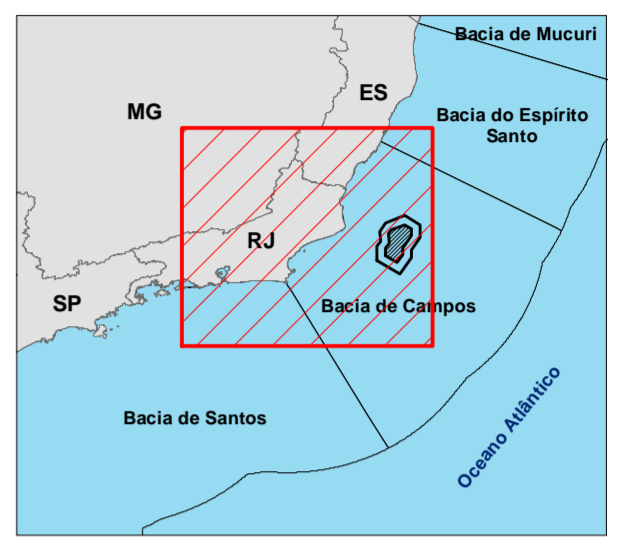 Bacia de Mucuri
ES
MG
Bacia do Espírito
Santo
RJ
SP
Bacia de Campos
Bacia de Santos
Oceano Atlântico